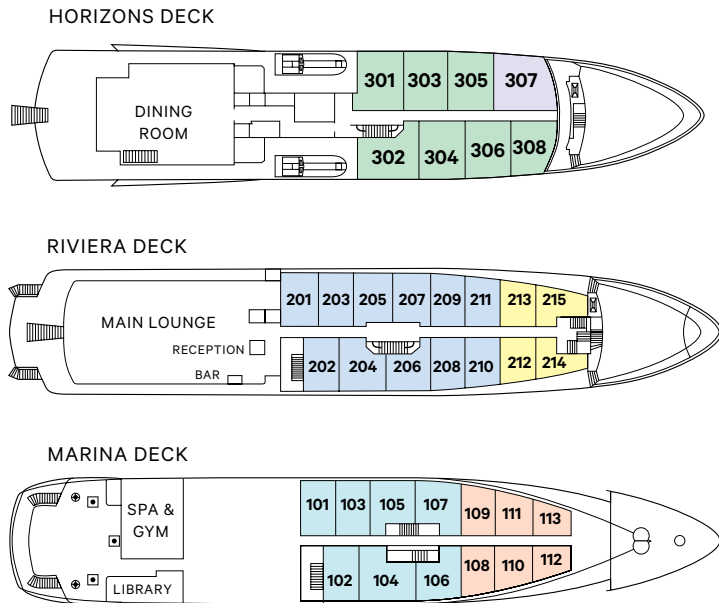 HORIZONS DECK
301 303 305 307
DINING
ROOM
302 304 306 308
RIVIERA DECK
201 203 205 207 209 211 213 215
MAIN LOUNGE
RECEPTION
BAR
202 204 206 208 210 212 214
MARINA DECK
101 103 105 107 109 111 113
SPA &
GYM
LIBRARY
102 104 106 108 110 112